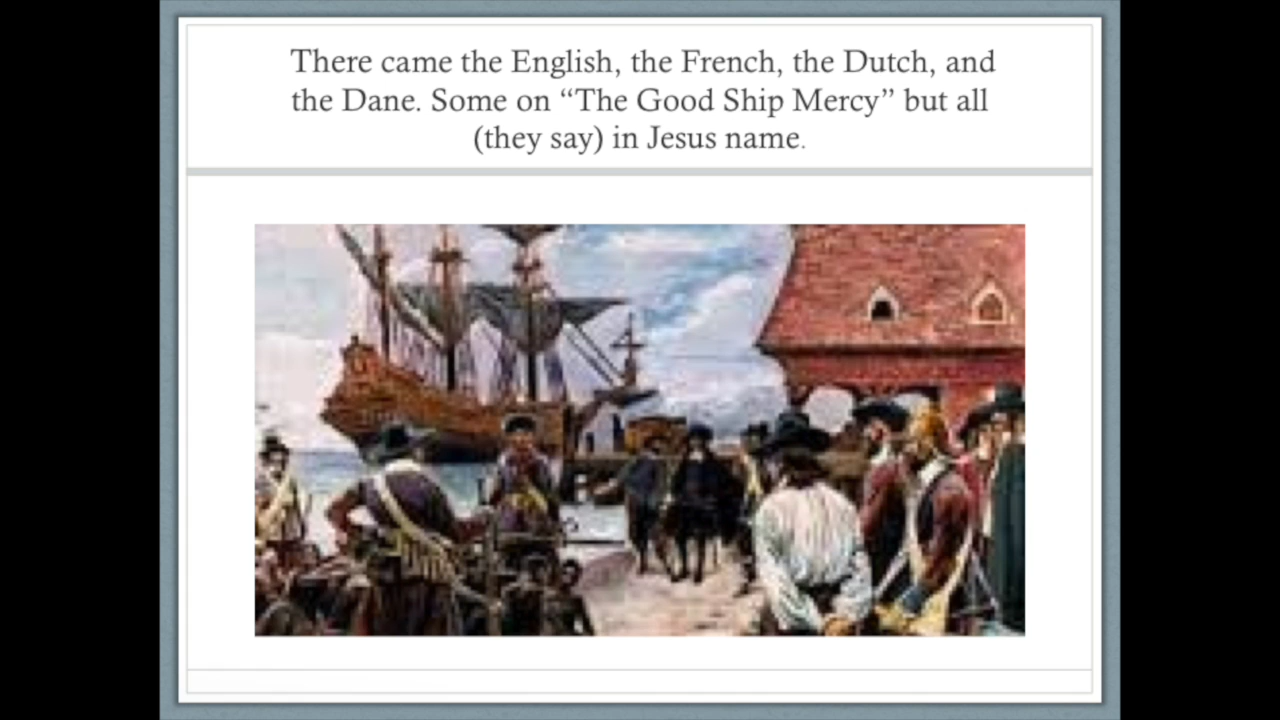 There came the English, the French, the Dutch, and
the Dane. Some on “The Good Ship Mercy” but all
(they say) in Jesus name.